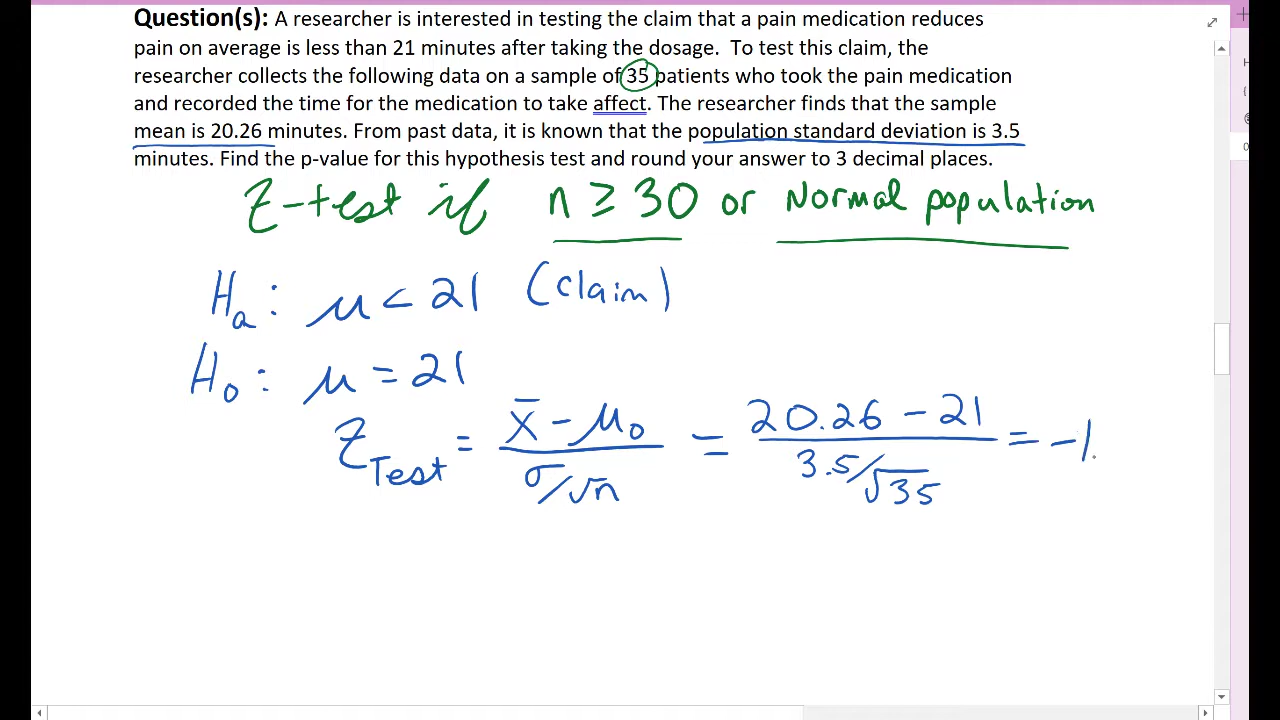 Question(s): A researcher is interested in testing the claim that a pain medication reduces
pain on average is less than 21 minutes after taking the dosage. To test this claim, the
researcher collects the following data on a sample of 35 patients who took the pain medication
and recorded the time for the medication to take affect. The researcher finds that the sample
mean is 20.26 minutes. From past data, it is known that the population standard deviation is 3.5
minutes. Find the p-value for this hypothesis test and round your answer to 3 decimal places.
Z-test if n ≥ 30 or Normal population
Ha: μ < 21 (claim)
H0: μ = 21
Z Test = x̄ - μ0 / σ/√n = 20.26 - 21 / 3.5/√35 = -1.